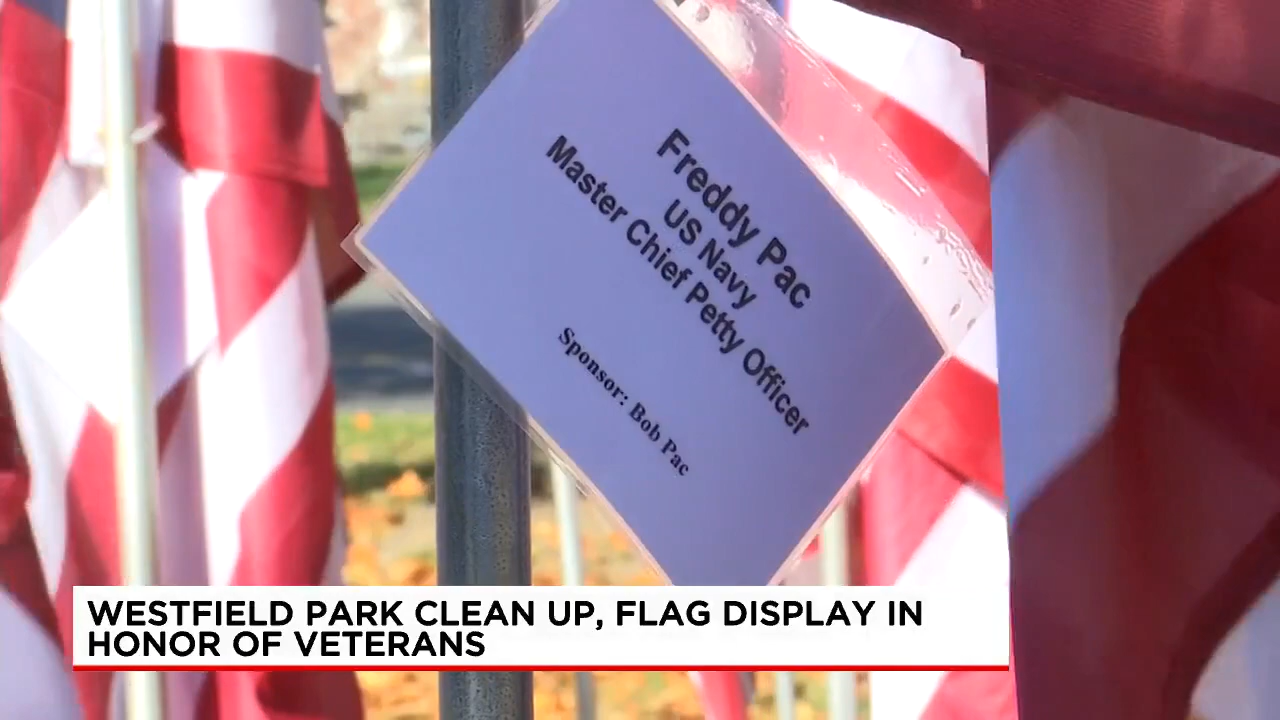 Freddy Pac
US Navy
Master Chief Petty Officer
Sponsor: Bob Pac
WESTFIELD PARK CLEAN UP, FLAG DISPLAY IN
HONOR OF VETERANS